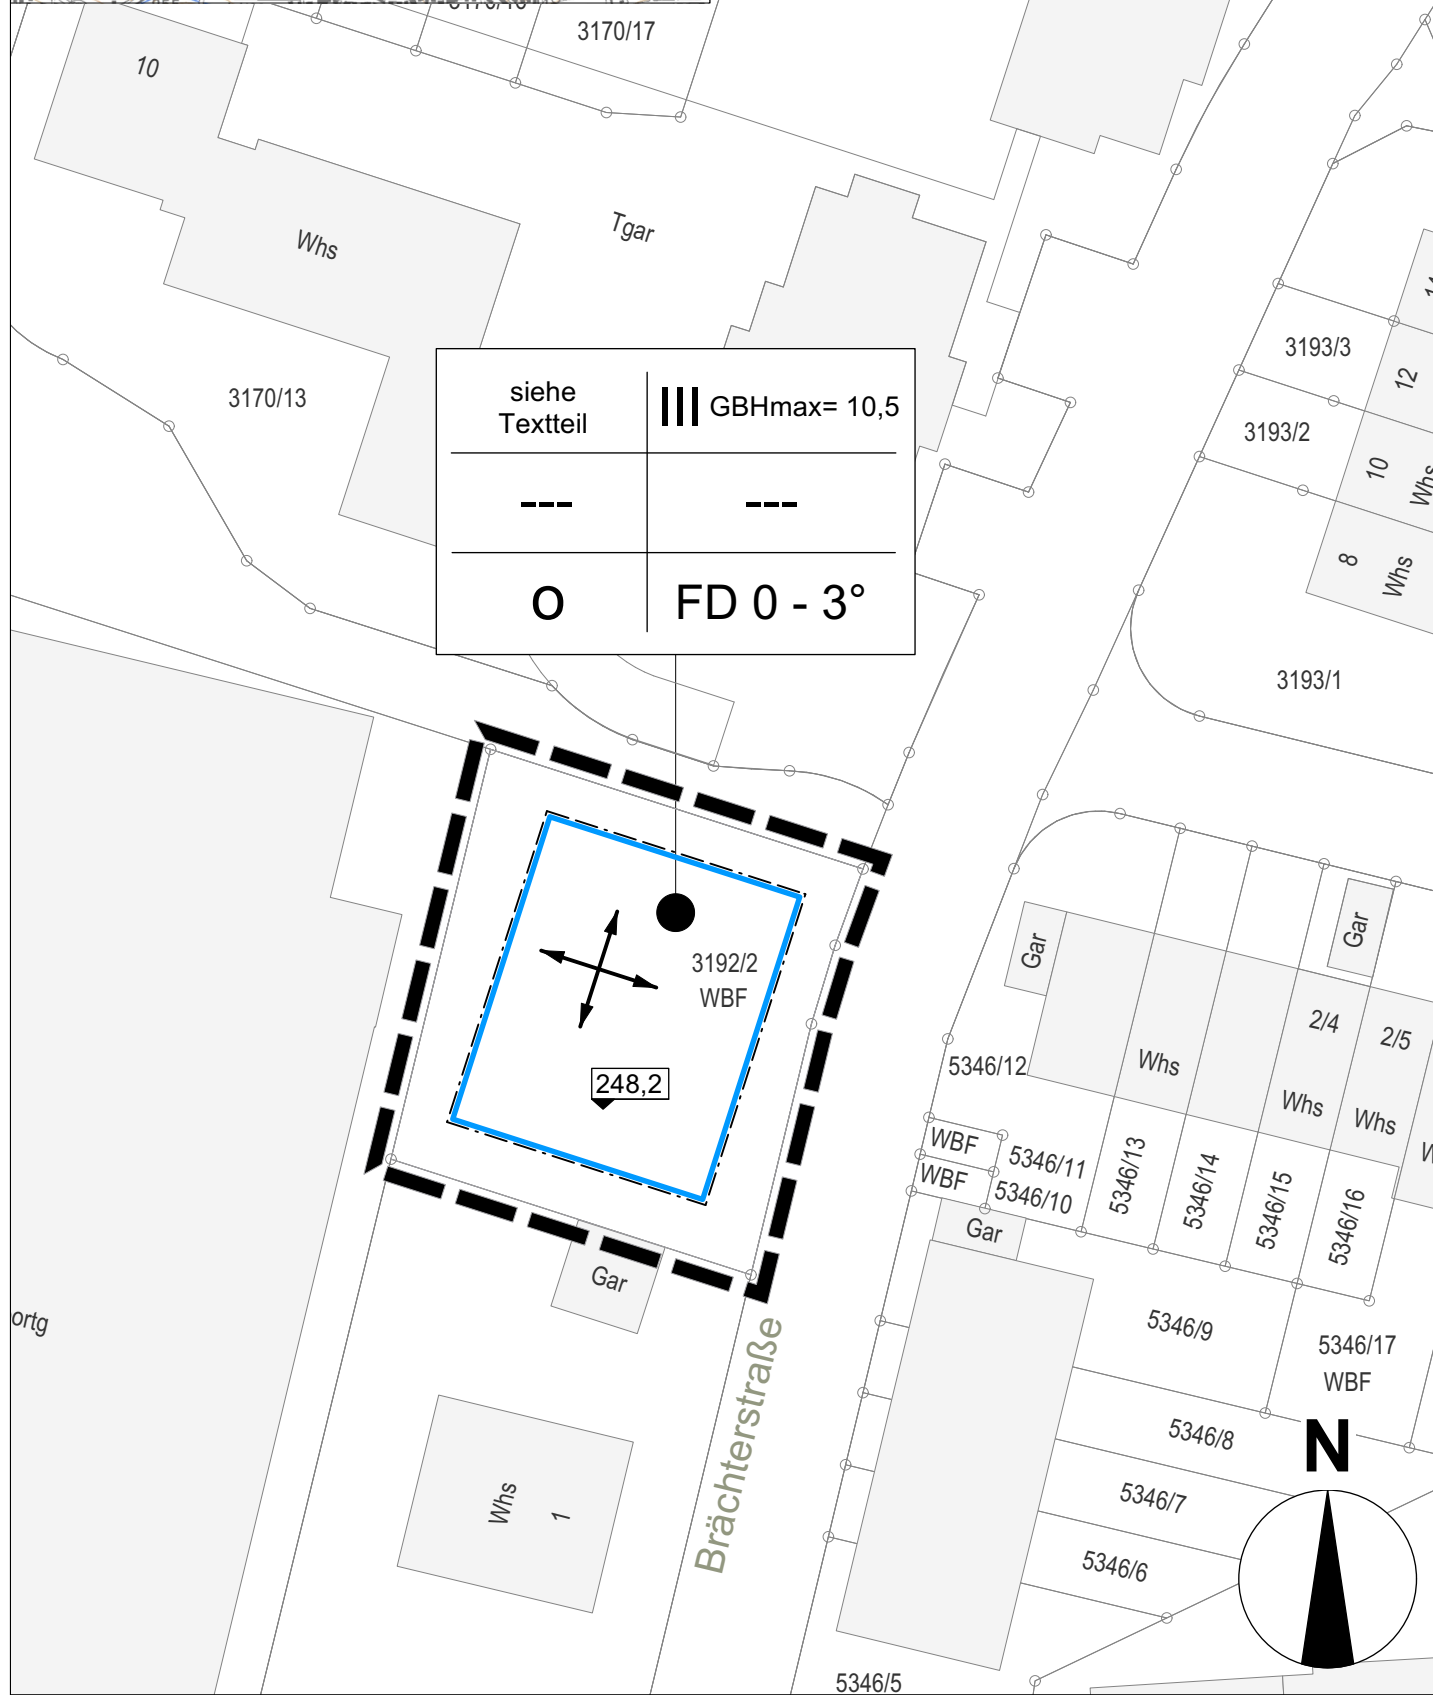 3170/17
10
Whs
Tgar
3170/13
3193/3
12
3193/2
10
Whs
8
Whs
3193/1
siehe
Textteil
III GBHmax= 10,5
---
---
o
FD 0 - 3°
3192/2
WBF
248,2
Gar
Gar
2/4
2/5
Whs
Whs
Whs
5346/12
WBF
WBF
5346/11
5346/10
5346/13
5346/14
5346/15
5346/16
Gar
Gar
ortg
5346/9
5346/17
WBF
5346/8
N
5346/7
5346/6
5346/5
Whs
1
Brächterstraße